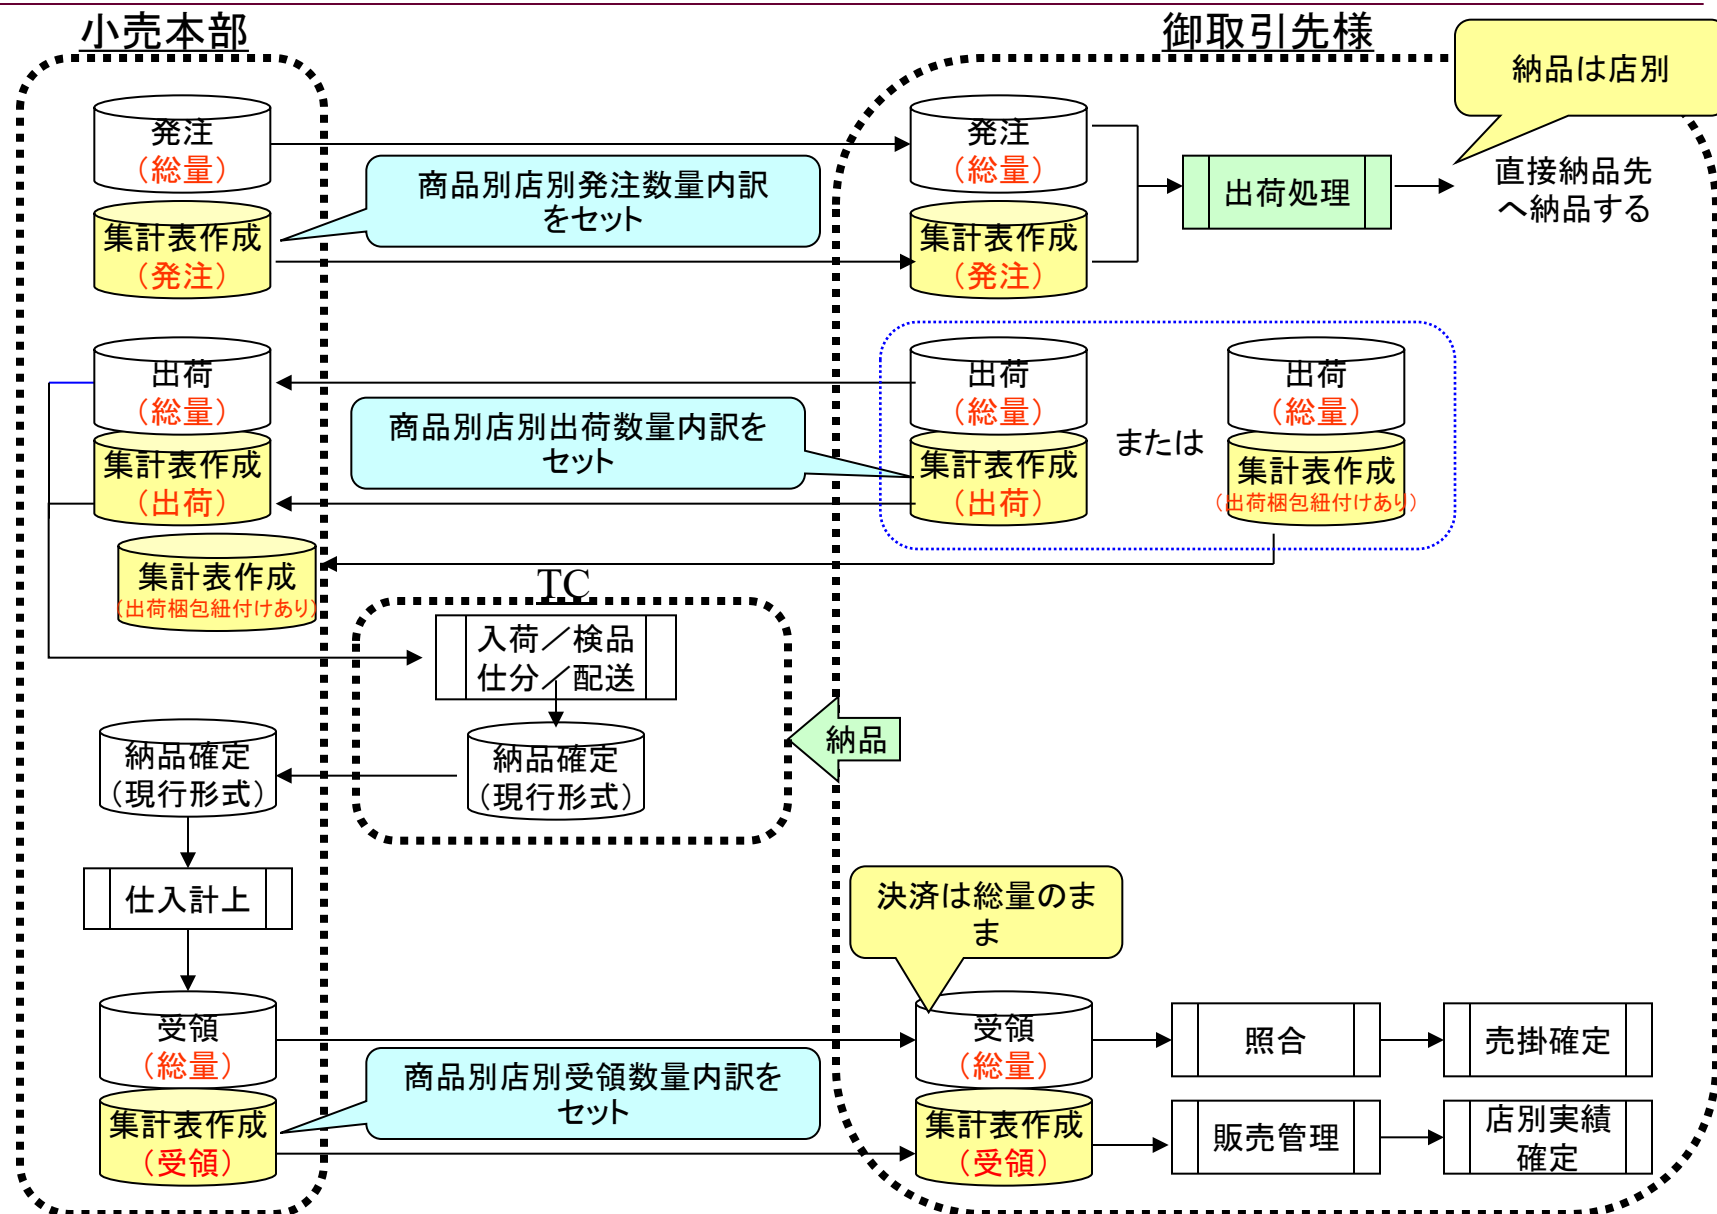 小売本部
御取引先様
納品は店別
発注
（総量）
発注
（総量）
商品別店別発注数量内訳
をセット
出荷処理
直接納品先
へ納品する
集計表作成
（発注）
集計表作成
（発注）
出荷
（総量）
出荷
（総量）
出荷
（総量）
商品別店別出荷数量内訳を
セット
または
集計表作成
（出荷）
集計表作成
（出荷）
集計表作成
（出荷梱包紐付けあり）
集計表作成
（出荷梱包紐付けあり）
TC
入荷／検品
仕分／配送
納品
納品確定
（現行形式）
納品確定
（現行形式）
仕入計上
決済は総量のま
ま
受領
（総量）
受領
（総量）
照合
売掛確定
商品別店別受領数量内訳を
セット
集計表作成
（受領）
集計表作成
（受領）
販売管理
店別実績
確定